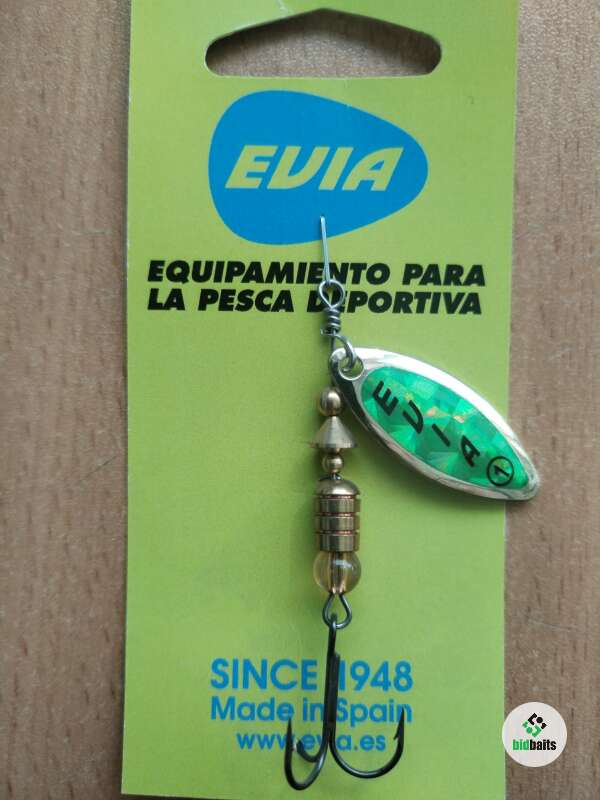 EVIA
EQUIPAMIENTO PARA
LA PESCA DEPORTIVA
EVIA 1
SINCE 1948
Made in Spain
www.evia.es
bidbaits